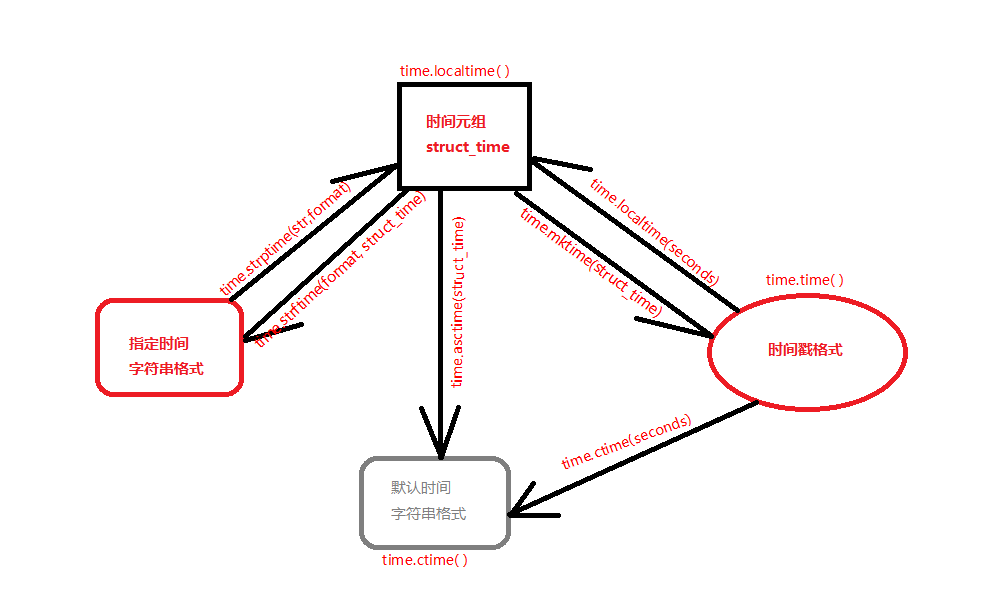 time.localtime( )
时间元组
struct_time
time.strptime(str,format)
time.strftime(format, struct_time)
time.asctime(struct_time)
time.mktime(struct_time)
time.localtime(seconds)
time.time( )
指定时间
字符串格式
时间戳格式
time.ctime(seconds)
默认时间
字符串格式
time.ctime( )